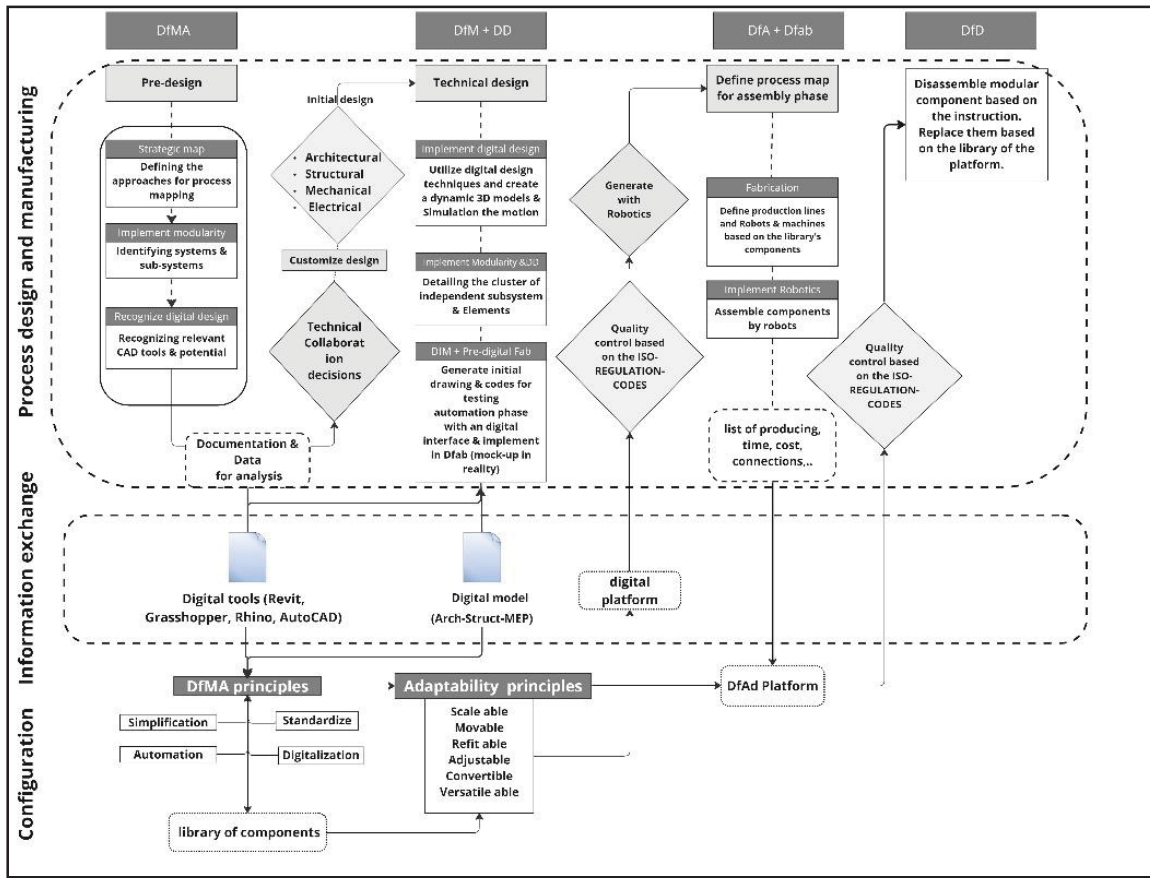 DfMA
DfM + DD
DfA + Dfab
DfD
Process design and manufacturing
Pre-design
Strategic map
Defining the
approaches for process
mapping
Implement modularity
Identifying systems &
sub-systems
Recognize digital design
Recognizing relevant
CAD tools & potential
Documentation &
Data
for analysis
Initial design
• Architectural
• Structural
• Mechanical
• Electrical
Customize design
Technical
Collaborat
ion
decisions
Technical design
Implement digital design
Utilize digital design
techniques and create
a dynamic 3D models &
Simulation the motion
Implement Modularity &DD
Detailing the cluster of
independent subsystem
& Elements
DIM + Pre-digital Fab
Generate initial
drawing & codes for
testing
automation phase
with an digital
interface & implement
in Dfab (mock-up in
reality)
Generate
with
Robotics
Quality
control based
on the ISO-
REGULATION-
CODES
Define process map
for assembly phase
Fabrication
Define production lines
and Robots & machines
based on the library's
components
Implement Robotics
Assemble components
by robots
list of producing,
time, cost,
connections,..
Disassemble modular
component based on
the instruction.
Replace them based
on the library of the
platform.
Quality
control based
on the ISO-
REGULATION-
CODES
Information exchange
Digital tools (Revit,
Grasshopper, Rhino, AutoCAD)
Digital model
(Arch-Struct-MEP)
digital
platform
Configuration
DfMA principles
Simplification
Standardize
Automation
Digitalization
library of components
Adaptability principles
Scale able
Movable
Refit able
Adjustable
Convertible
Versatile able
DfAd Platform